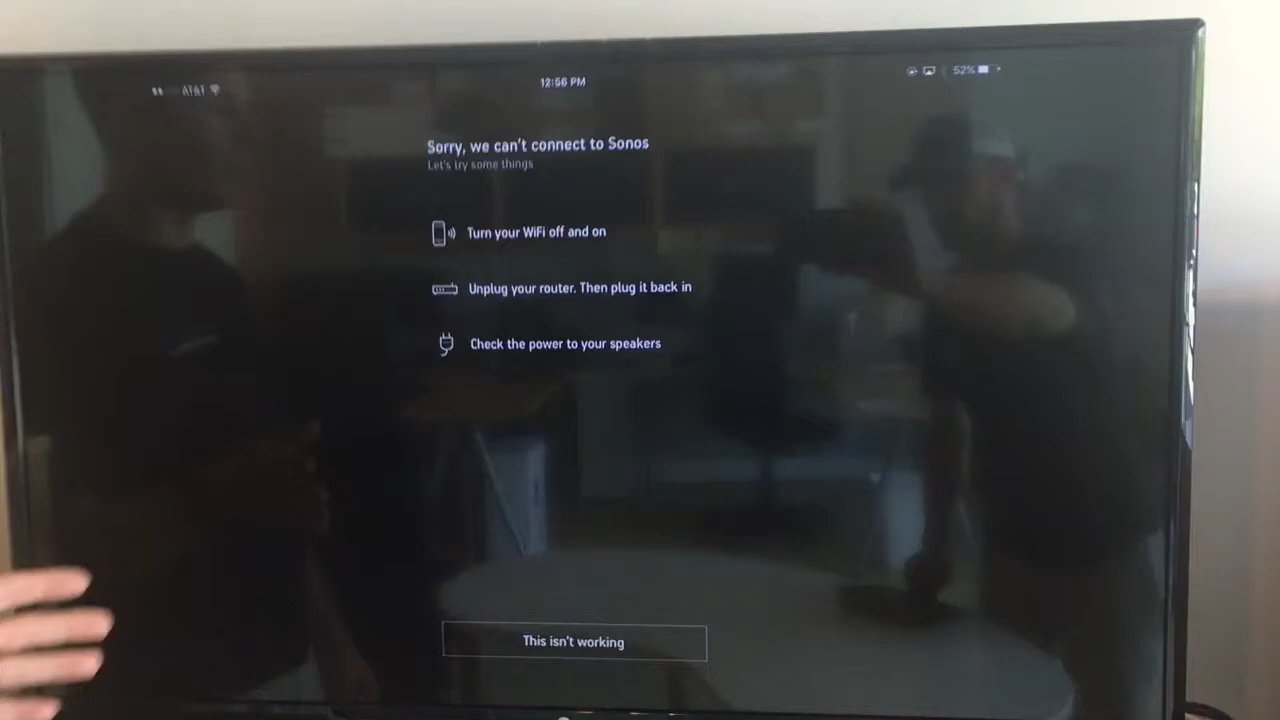 AT&T
12:56 PM
52%
Sorry, we can't connect to Sonos
Let's try some things
Turn your WiFi off and on
Unplug your router. Then plug it back in
Check the power to your speakers
This isn't working